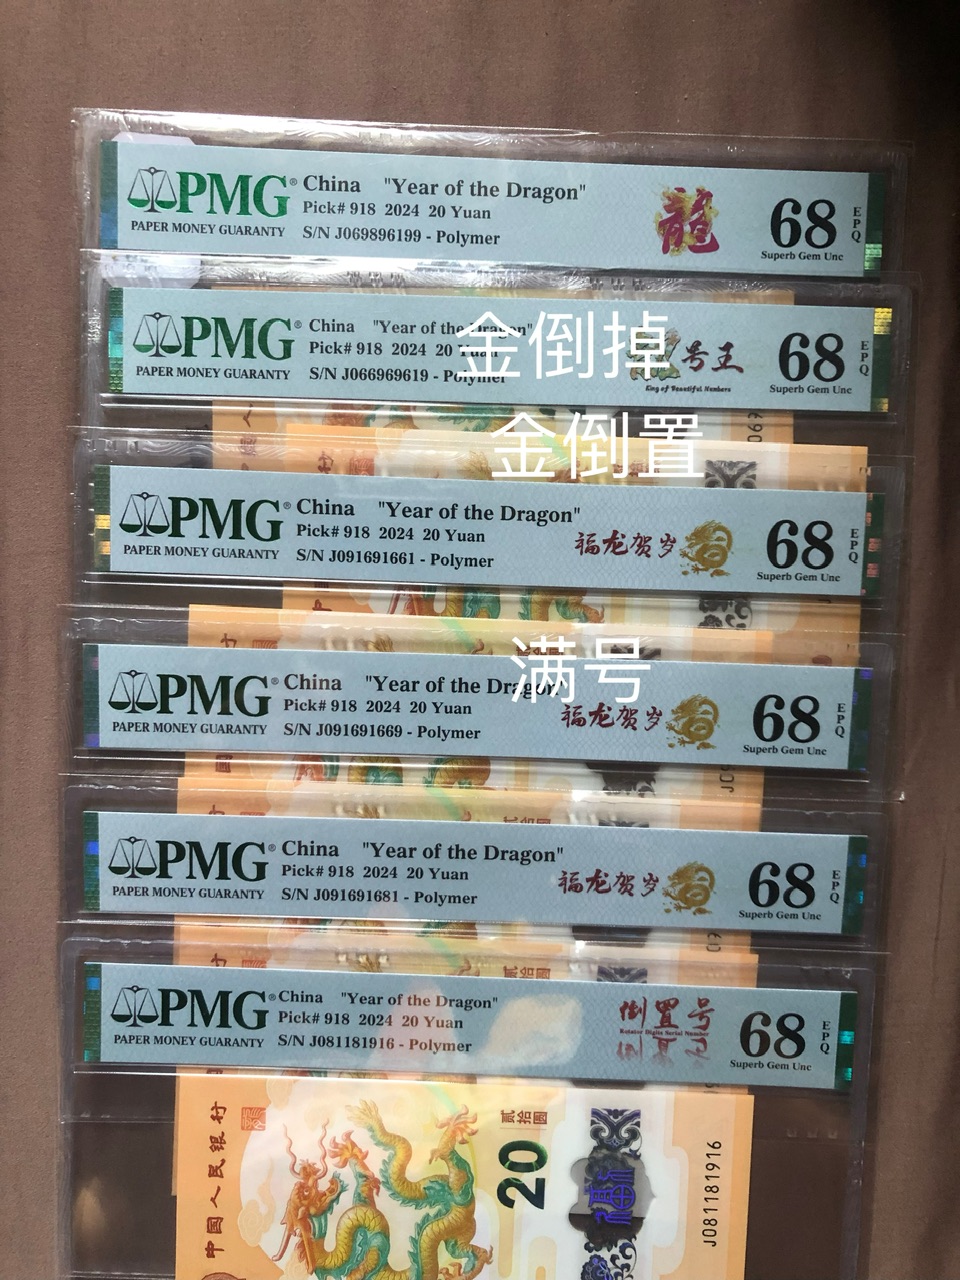 PMG®
PAPER MONEY GUARANTY
China "Year of the Dragon"
Pick# 918 2024 20 Yuan
S/N J069896199 - Polymer
龍
68
EPQ
Superb Gem Unc
PMG®
PAPER MONEY GUARANTY
China "Year of the Dragon"
Pick# 918 2024 20 Yuan
S/N J066969619 - Polymer
金倒掉
号王
King of Beautiful Numbers
68
EPQ
Superb Gem Unc
金倒置
PMG®
PAPER MONEY GUARANTY
China "Year of the Dragon"
Pick# 918 2024 20 Yuan
S/N J091691661 - Polymer
福龙贺岁
68
EPQ
Superb Gem Unc
满号
PMG®
PAPER MONEY GUARANTY
China "Year of the Dragon"
Pick# 918 2024 20 Yuan
S/N J091691669 - Polymer
福龙贺岁
68
EPQ
Superb Gem Unc
PMG®
PAPER MONEY GUARANTY
China "Year of the Dragon"
Pick# 918 2024 20 Yuan
S/N J091691681 - Polymer
福龙贺岁
68
EPQ
Superb Gem Unc
PMG®
PAPER MONEY GUARANTY
China "Year of the Dragon"
Pick# 918 2024 20 Yuan
S/N J081181916 - Polymer
倒置号
Rotator Digits Serial Number
68
EPQ
Superb Gem Unc
中国人民银行
贰拾圆
20
福
J081181916